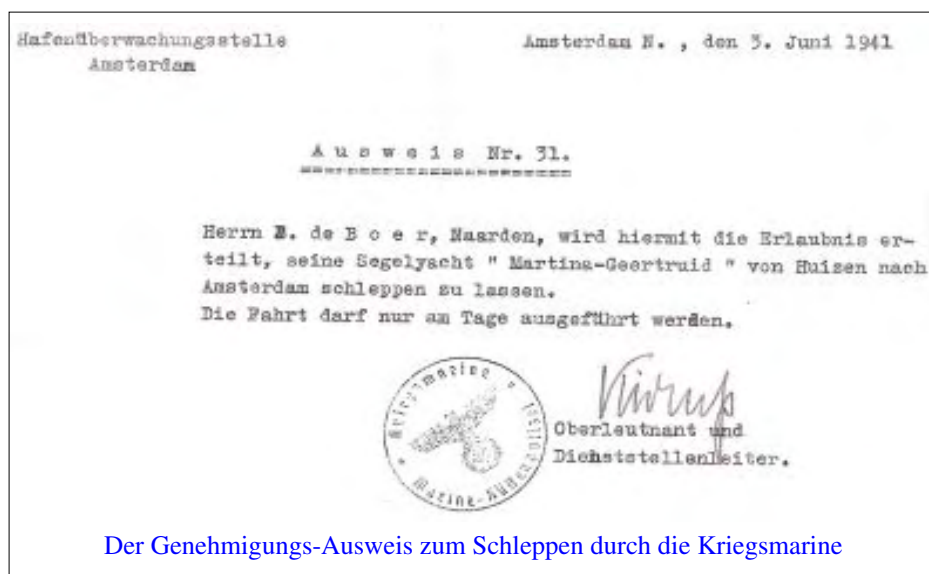 Hafenüberwachungsstelle
Amsterdam
Amsterdam N. , den 3. Juni 1941
A u s w e i s Nr. 31.
Herrn de B o e r, Naarden, wird hiermit die Erlaubnis er-
teilt, seine Segelyacht " Martina-Geertruid " von Huizen nach
Amsterdam schleppen zu lassen.
Die Fahrt darf nur am Tage ausgeführt werden.
Kriegsmarine
Oberleutnant und
Dienststellenleiter.
Der Genehmigungs-Ausweis zum Schleppen durch die Kriegsmarine